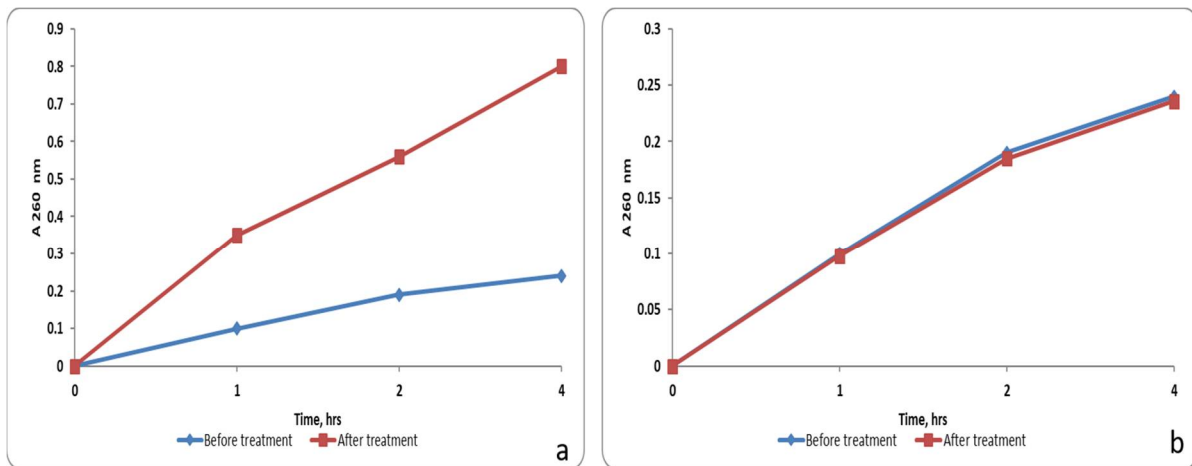 0.9
0.8
0.7
0.6
0.5
0.4
0.3
0.2
0.1
0
A 260 nm
0 1 2 4
Time, hrs
Before treatment After treatment
a
0.3
0.25
0.2
0.15
0.1
0.05
0
A 260 nm
0 1 2 4
Time, hrs
Before treatment After treatment
b